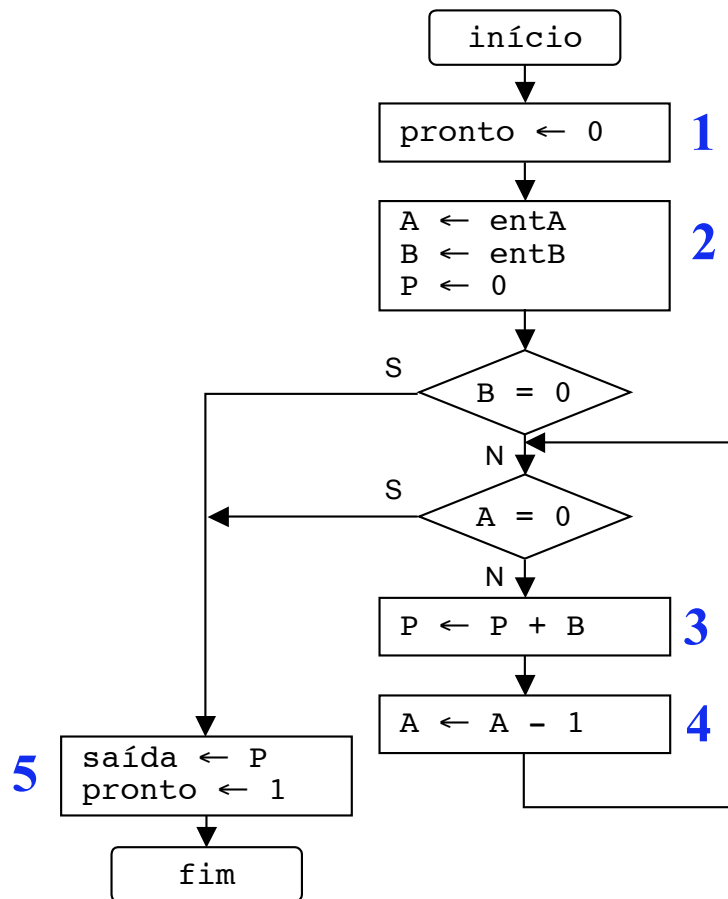 início
pronto ← 0
1
A ← entA
B ← entB
P ← 0
2
S
B = 0
N
S
A = 0
N
P ← P + B
3
A ← A - 1
4
5
saída ← P
pronto ← 1
fim